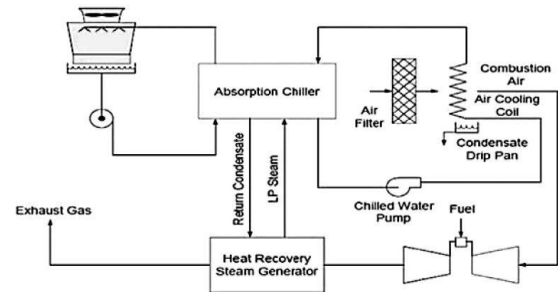 Absorption Chiller
Air
Filter
Combustion
Air
Air Cooling
Coil
Condensate
Drip Pan
Return Condensate
LP Steam
Chilled Water
Pump
Exhaust Gas
Fuel
Heat Recovery
Steam Generator